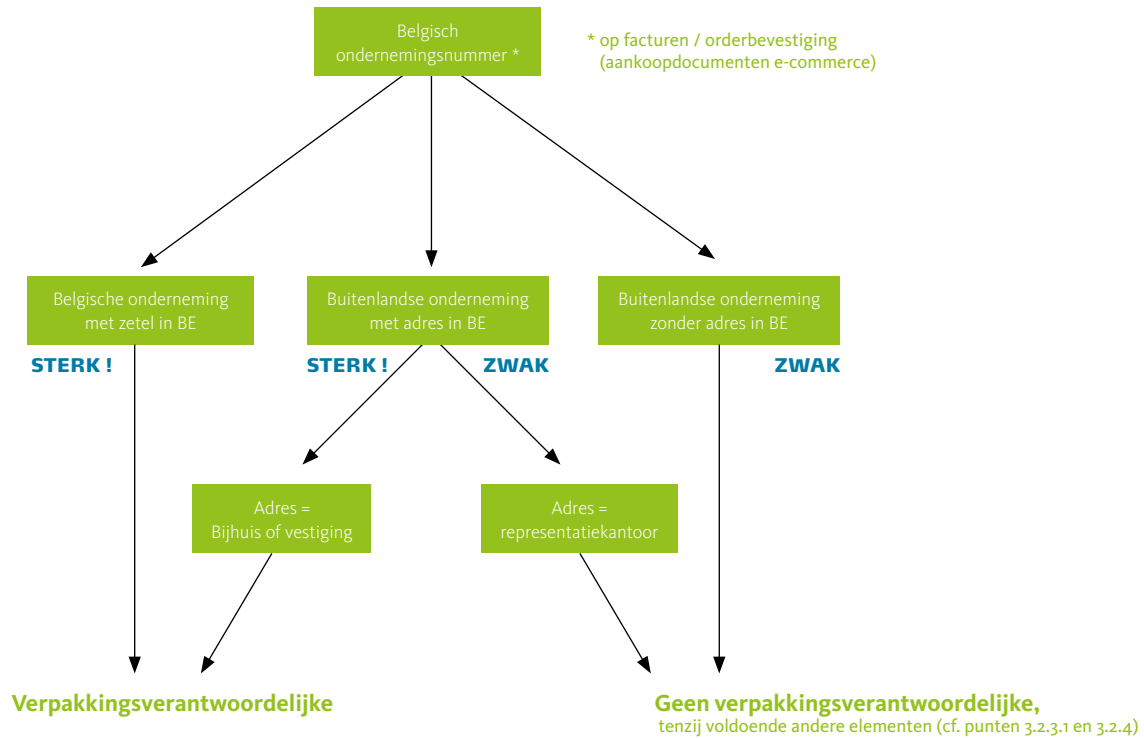 Belgisch
ondernemingsnummer *
* op facturen / orderbevestiging
(aankoopdocumenten e-commerce)
Belgische onderneming
met zetel in BE
Buitenlandse onderneming
met adres in BE
Buitenlandse onderneming
zonder adres in BE
STERK !
STERK !
ZWAK
ZWAK
Adres =
Bijhuis of vestiging
Adres =
representatiekantoor
Verpakkingsverantwoordelijke
Geen verpakkingsverantwoordelijke,
tenzij voldoende andere elementen (cf. punten 3.2.3.1 en 3.2.4)